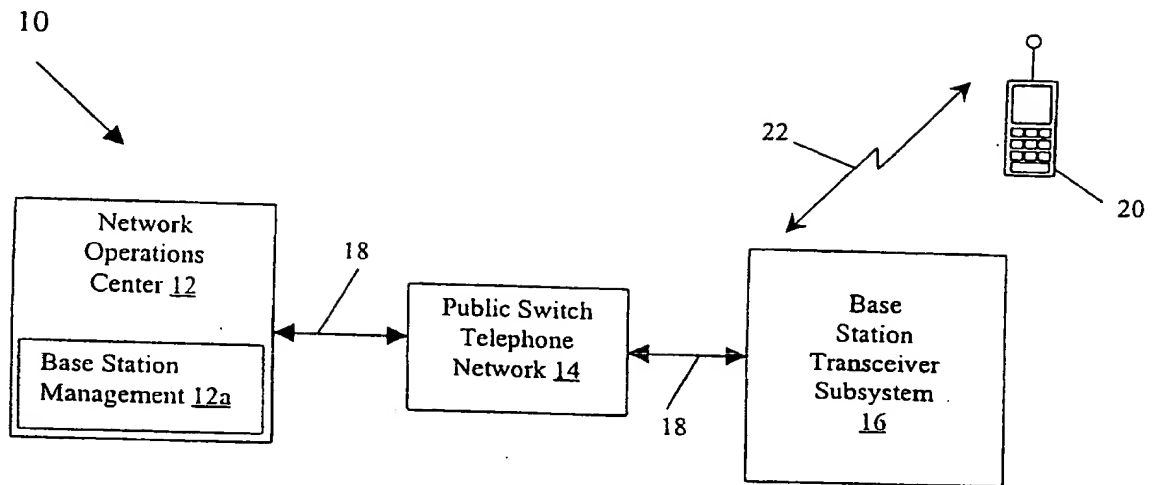 10
22
20
Network
Operations
Center 12
18
Public Switch
Telephone
Network 14
Base
Station
Transceiver
Subsystem
16
Base Station
Management 12a
18